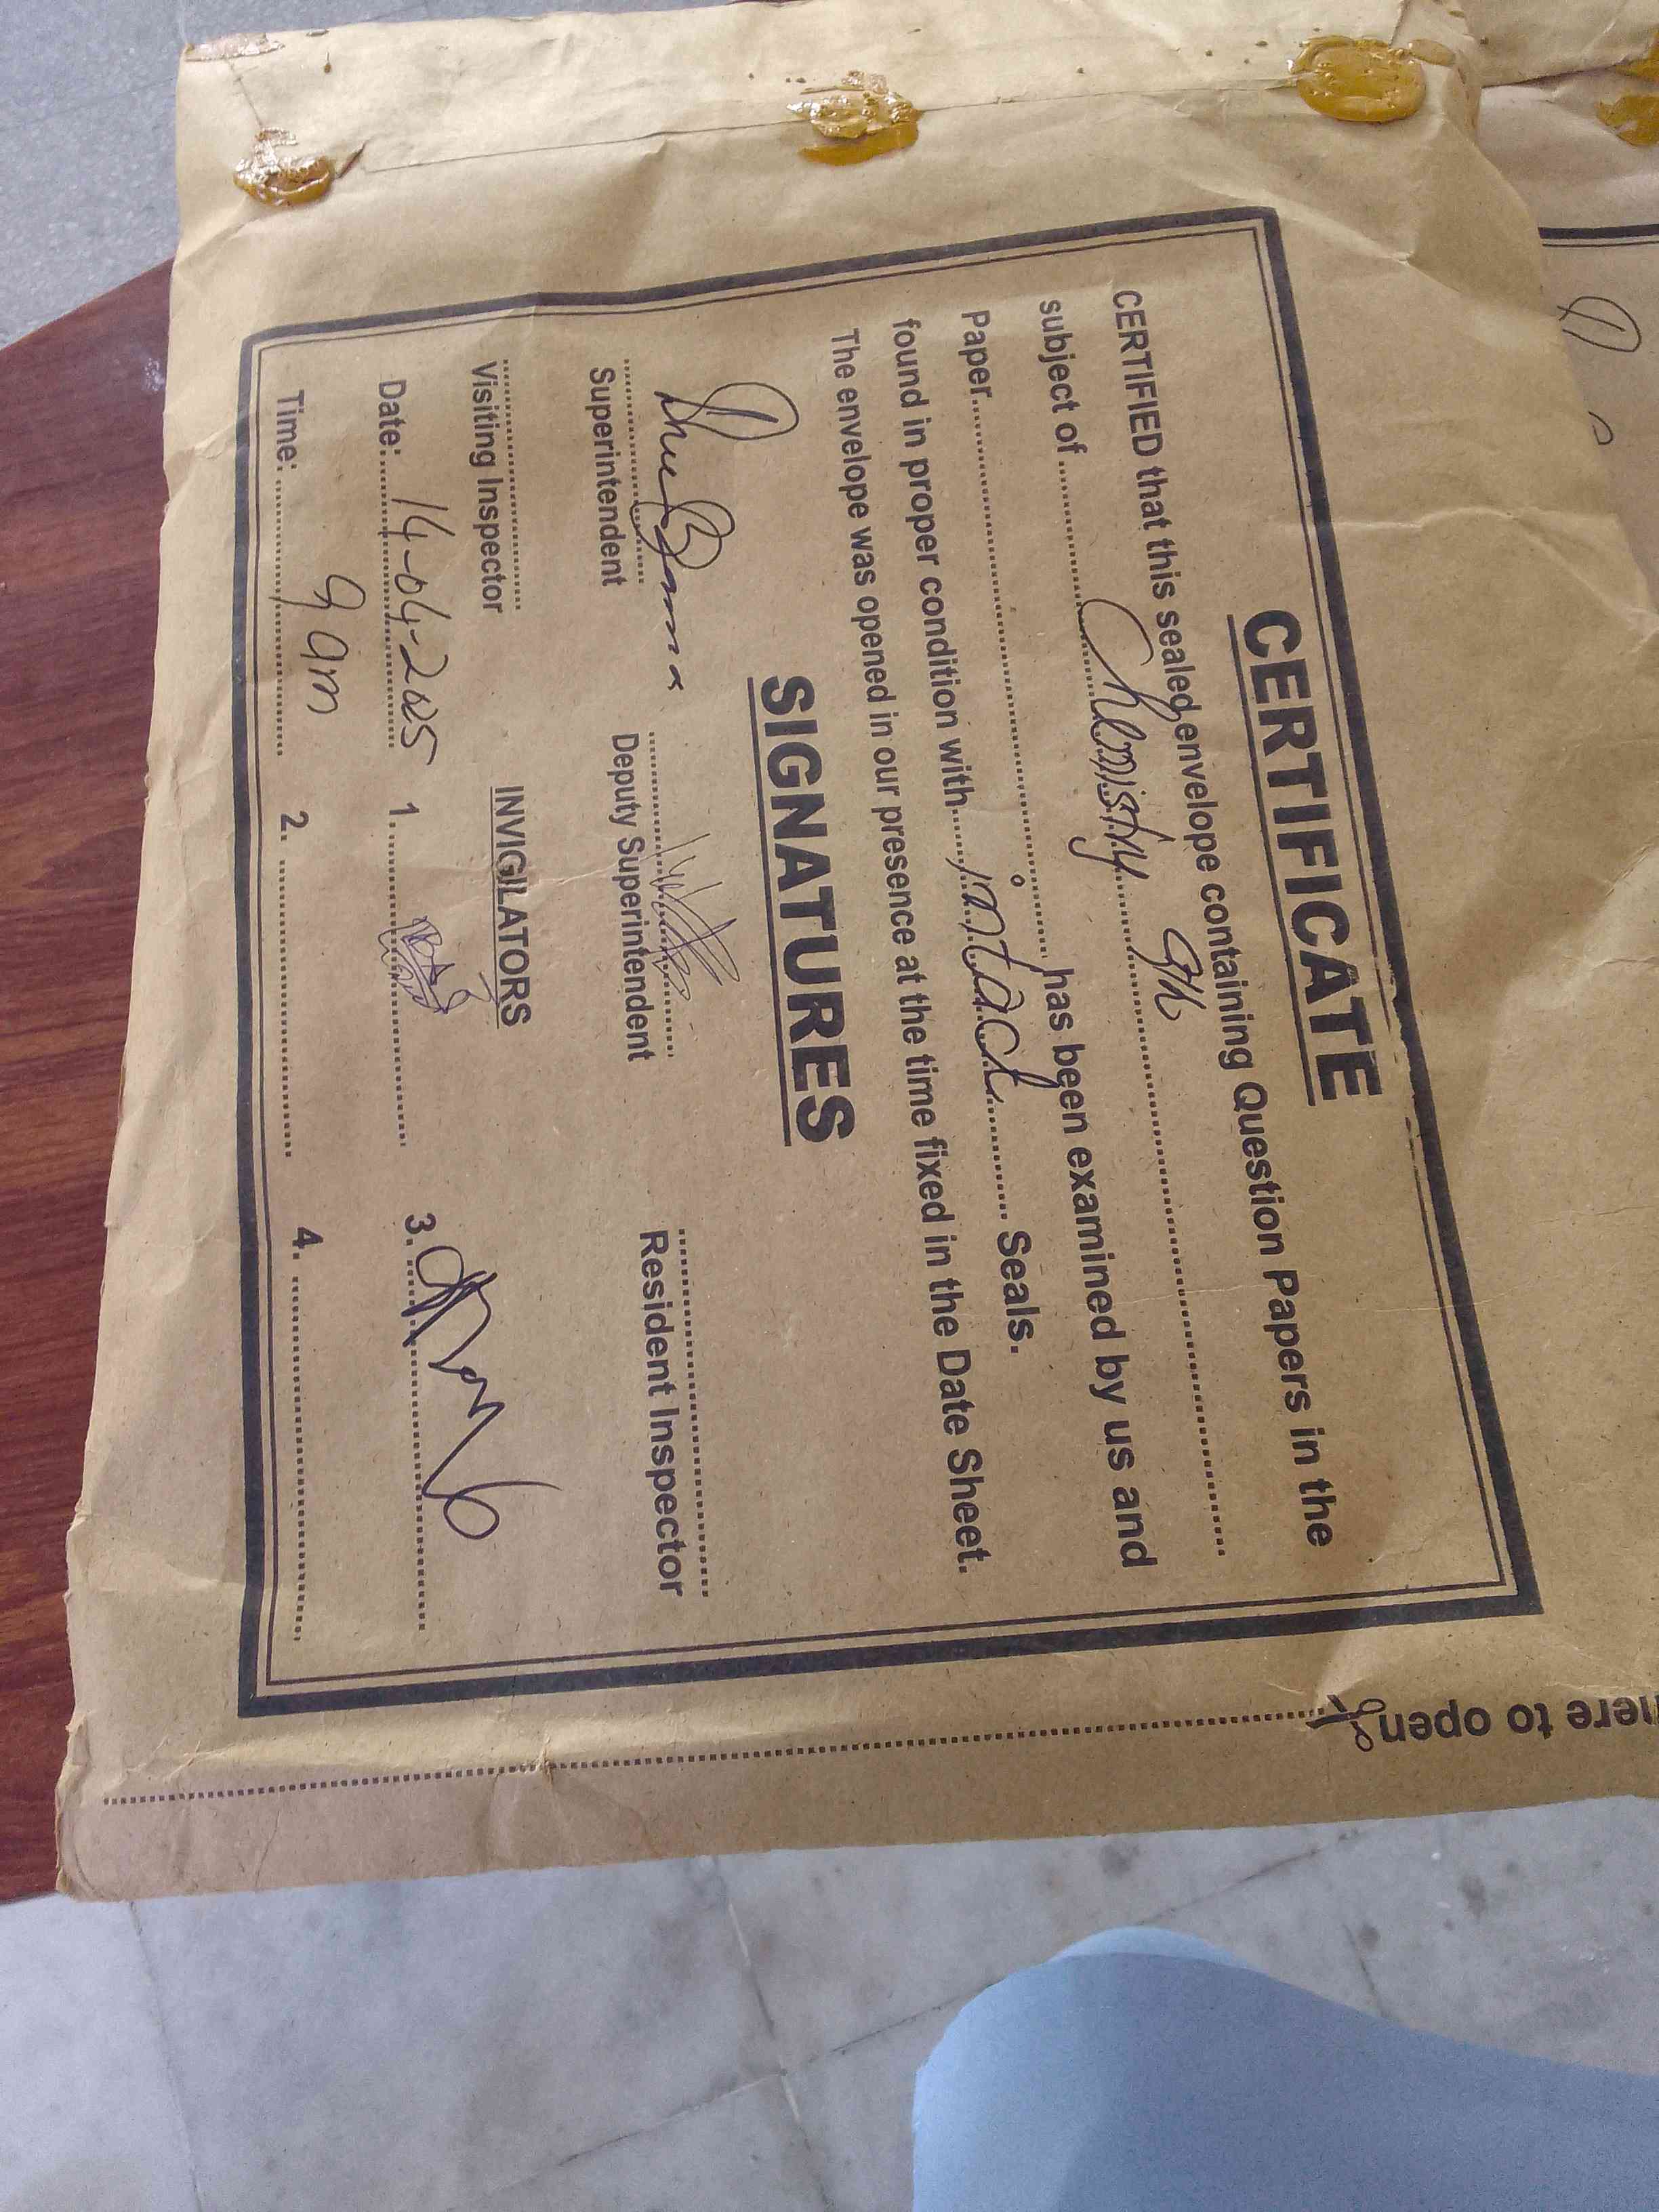 CERTIFICATE
CERTIFIED that this sealed envelope containing Question Papers in the
subject of ........ Chemistry ........ 9th ........
Paper........ has been examined by us and
found in proper condition with ........ intact ........ Seals.
The envelope was opened in our presence at the time fixed in the Date Sheet.
SIGNATURES
Superintendent
Deputy Superintendent
Resident Inspector
Visiting Inspector
INVIGILATORS
Date: 14-04-2025
1.
3.
Time: 9 am
2.
4.
here to open